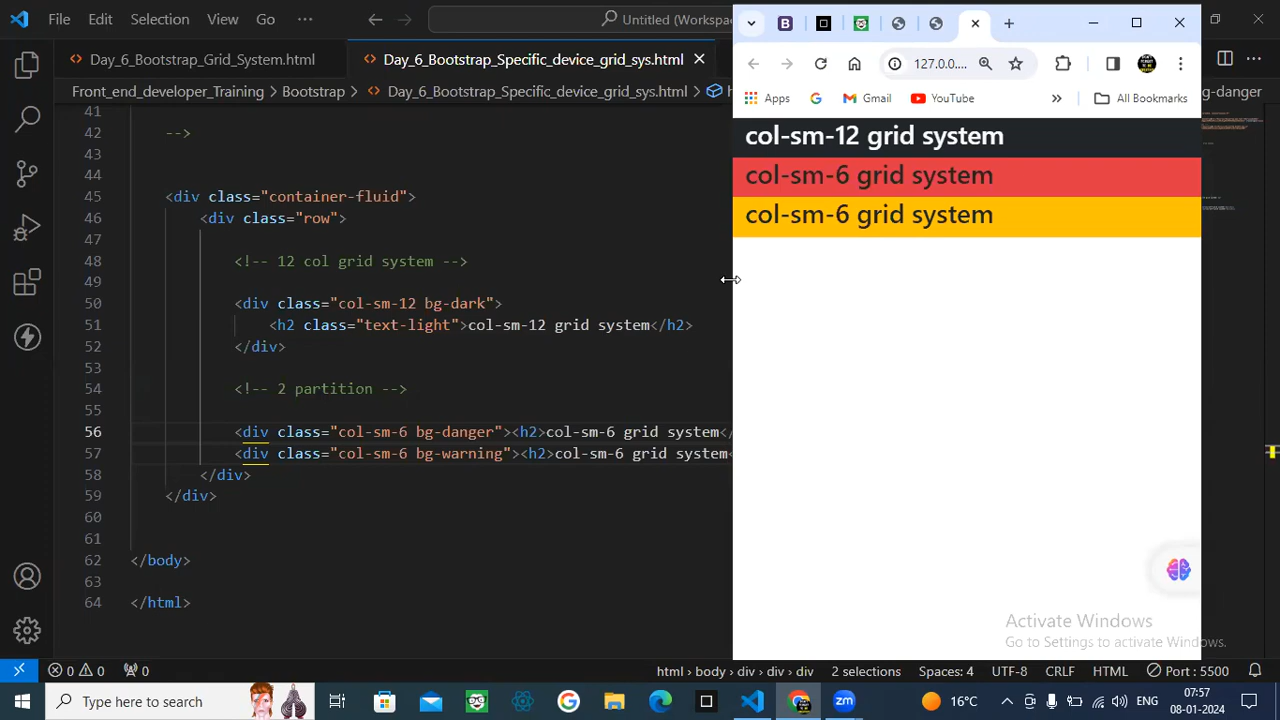 File
Edit
Selection
View
Go
Untitled (Workspa
Day_6_Bootstrap_Grid_System.html
Day_6_Bootstrap_Specific_device_grid_sys.html
Front_end_developer_Training > Bootstrap > Day_6_Bootstrap_Specific_device_grid_sys.html > h
g-danger
41
42 -->
43
44
45 <div class="container-fluid">
46 <div class="row">
47
48 <!-- 12 col grid system -->
49
50 <div class="col-sm-12 bg-dark">
51 <h2 class="text-light">col-sm-12 grid system</h2>
52 </div>
53
54 <!-- 2 partition -->
55
56 <div class="col-sm-6 bg-danger"><h2>col-sm-6 grid system</
57 <div class="col-sm-6 bg-warning"><h2>col-sm-6 grid system<
58 </div>
59 </div>
60
61
62 </body>
63
64 </html>
127.0.0....
Apps
Gmail
YouTube
»
All Bookmarks
col-sm-12 grid system
col-sm-6 grid system
col-sm-6 grid system
Activate Windows
Go to Settings to activate Windows.
0 0 0
html > body > div > div > div
2 selections
Spaces: 4
UTF-8
CRLF
HTML
Port : 5500
Type here to search
16°C
ENG
07:57
08-01-2024